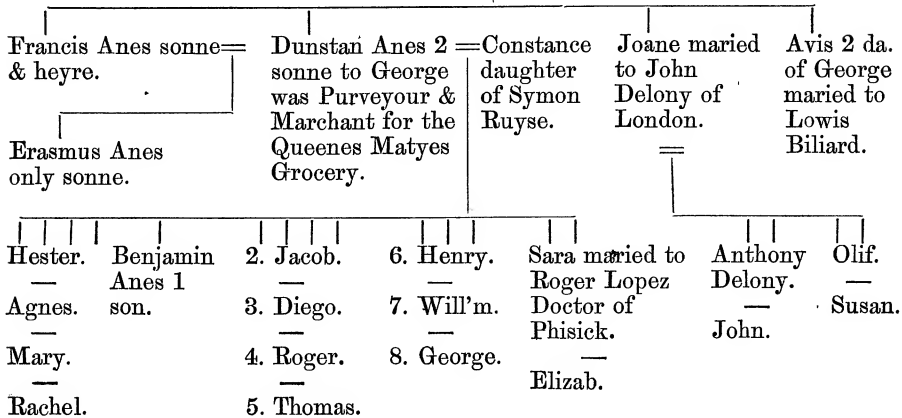 Francis Anes sonne
& heyre.
Erasmus Anes
only sonne.
Dunstan Anes 2
sonne to George
was Purveyour &
Marchant for the
Queenes Matyes
Grocery.
Constance
daughter
of Symon
Ruyse.
Joane maried
to John
Delony of
London.
Avis 2 da.
of George
maried to
Lowis
Biliard.
Hester.
Agnes.
Mary.
Rachel.
Benjamin
Anes 1
son.
2. Jacob.
3. Diego.
4. Roger.
5. Thomas.
6. Henry.
7. Will'm.
8. George.
Sara maried to
Roger Lopez
Doctor of
Phisick.
Elizab.
Anthony
Delony.
John.
Olif.
Susan.